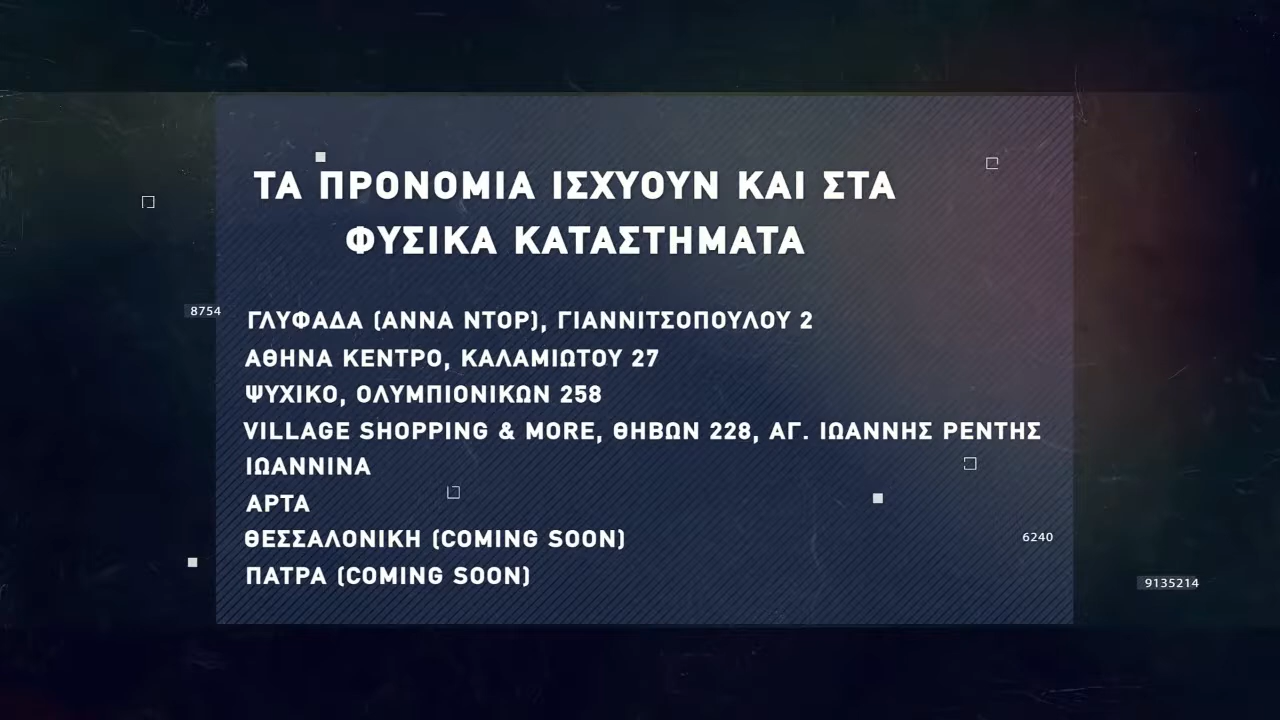 ΤΑ ΠΡΟΝΟΜΙΑ ΙΣΧΥΟΥΝ ΚΑΙ ΣΤΑ
ΦΥΣΙΚΑ ΚΑΤΑΣΤΗΜΑΤΑ
8754
ΓΛΥΦΑΔΑ (ΑΝΝΑ ΝΤΟΡ), ΓΙΑΝΝΙΤΣΟΠΟΥΛΟΥ 2
ΑΘΗΝΑ ΚΕΝΤΡΟ, ΚΑΛΑΜΙΩΤΟΥ 27
ΨΥΧΙΚΟ, ΟΛΥΜΠΙΟΝΙΚΩΝ 258
VILLAGE SHOPPING & MORE, ΘΗΒΩΝ 228, ΑΓ. ΙΩΑΝΝΗΣ ΡΕΝΤΗΣ
ΙΩΑΝΝΙΝΑ
ΑΡΤΑ
ΘΕΣΣΑΛΟΝΙΚΗ (COMING SOON)
6240
ΠΑΤΡΑ (COMING SOON)
9135214